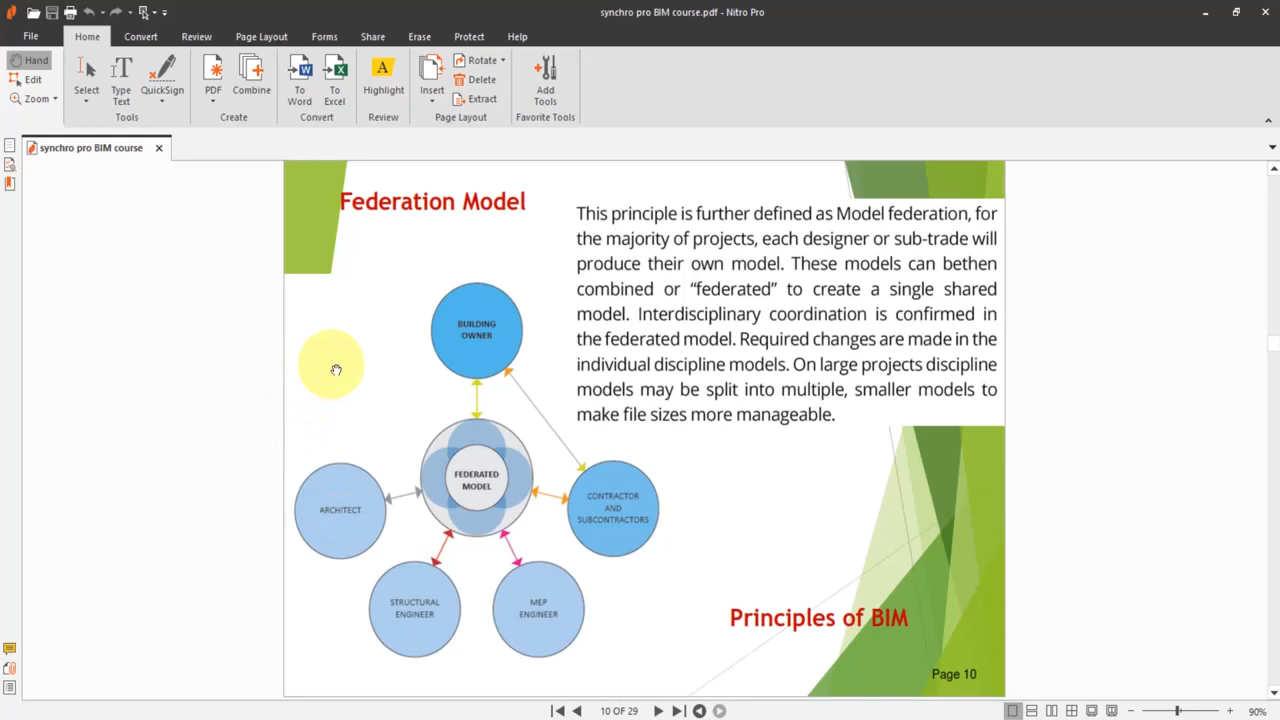 synchro pro BIM course.pdf - Nitro Pro
File Home Convert Review Page Layout Forms Share Erase Protect Help
Hand
Edit
Zoom
Select
Type Text
QuickSign
Tools
PDF
Combine
Create
To Word
To Excel
Convert
Highlight
Review
Insert
Rotate
Delete
Extract
Page Layout
Add Tools
Favorite Tools
synchro pro BIM course
Federation Model
This principle is further defined as Model federation, for
the majority of projects, each designer or sub-trade will
produce their own model. These models can bethen
combined or “federated” to create a single shared
model. Interdisciplinary coordination is confirmed in
the federated model. Required changes are made in the
individual discipline models. On large projects discipline
models may be split into multiple, smaller models to
make file sizes more manageable.
BUILDING
OWNER
FEDERATED
MODEL
ARCHITECT
CONTRACTOR
AND
SUBCONTRACTORS
STRUCTURAL
ENGINEER
MEP
ENGINEER
Principles of BIM
Page 10
10 OF 29
90%